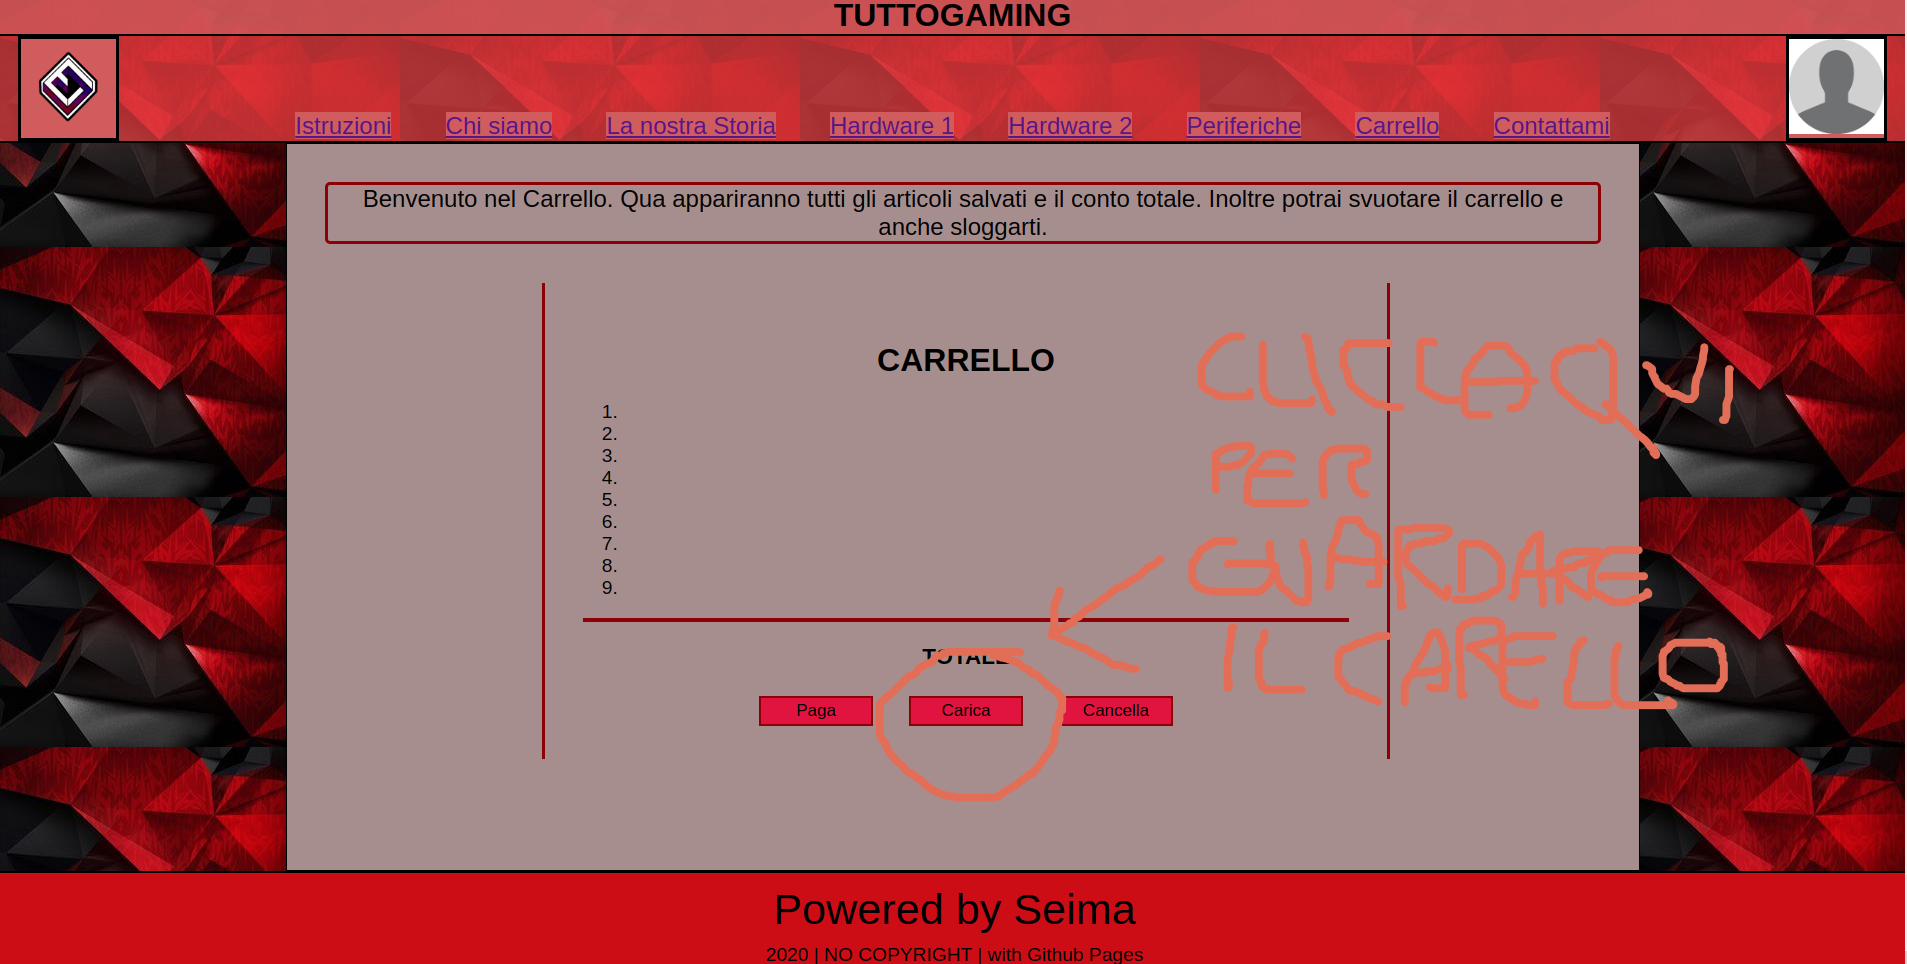 TUTTOGAMING
Istruzioni Chi siamo La nostra Storia Hardware 1 Hardware 2 Periferiche Carrello Contattami
Benvenuto nel Carrello. Qua appariranno tutti gli articoli salvati e il conto totale. Inoltre potrai svuotare il carrello e
anche sloggarti.
CARRELLO
1.
2.
3.
4.
5.
6.
7.
8.
9.
TOTALE
Paga Carica Cancella
CLICCA QUI
PER
GUARDARE
IL CARELLO
Powered by Seima
2020 | NO COPYRIGHT | with Github Pages